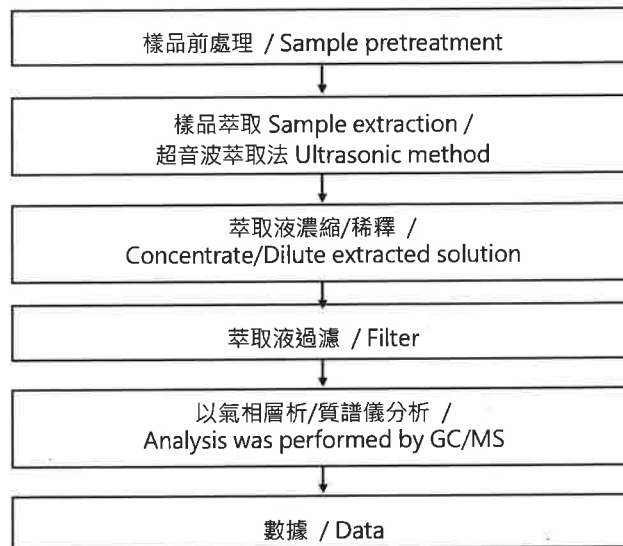 樣品前處理 / Sample pretreatment
樣品萃取 Sample extraction /
超音波萃取法 Ultrasonic method
萃取液濃縮/稀釋 /
Concentrate/Dilute extracted solution
萃取液過濾 / Filter
以氣相層析/質譜儀分析 /
Analysis was performed by GC/MS
數據 / Data